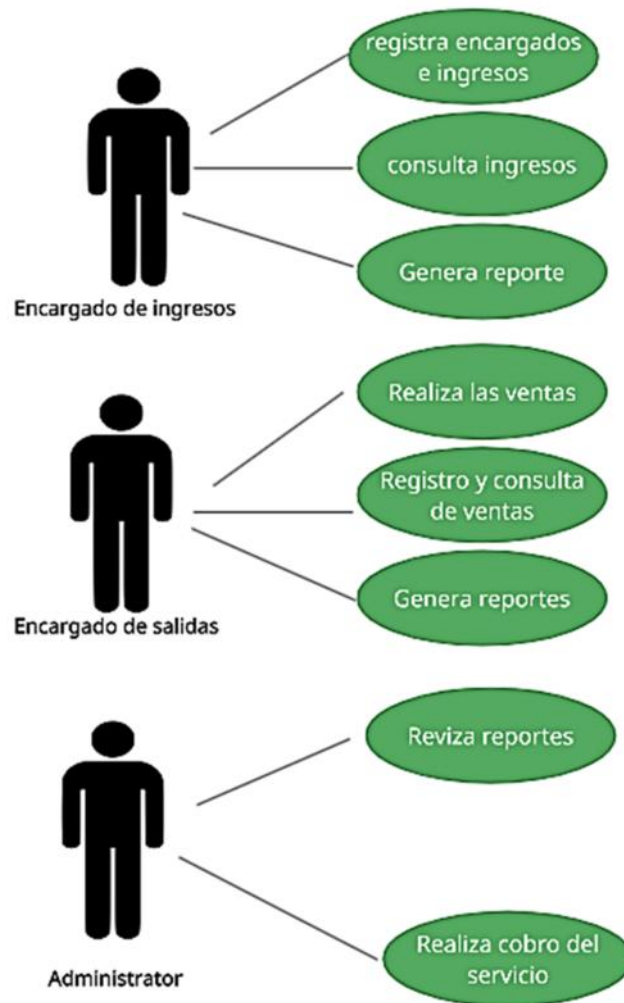 registra encargados
e ingresos
consulta ingresos
Genera reporte
Encargado de ingresos
Realiza las ventas
Registro y consulta
de ventas
Genera reportes
Encargado de salidas
Reviza reportes
Realiza cobro del
servicio
Administrator